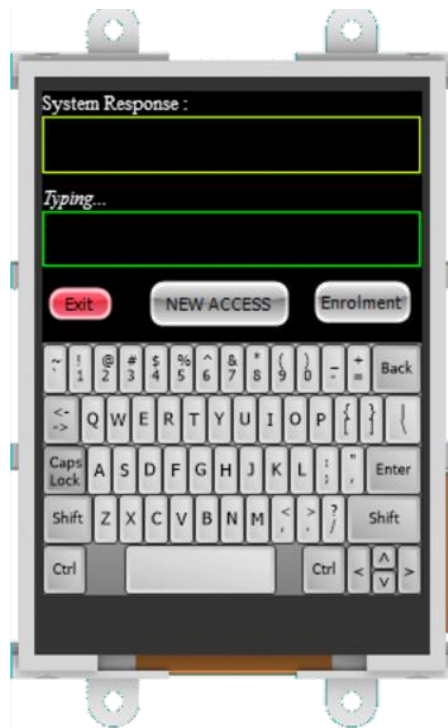 System Response :
Typing...
Exit NEW ACCESS Enrolment
~ ! @ # $ % ^ & * ( ) - + Back
` 1 2 3 4 5 6 7 8 9 0 =
<- Q W E R T Y U I O P { } |
-> [ ] \
Caps Lock A S D F G H J K L : " Enter
; '
Shift Z X C V B N M < > ? Shift
, . /
Ctrl Ctrl < ^ >
v